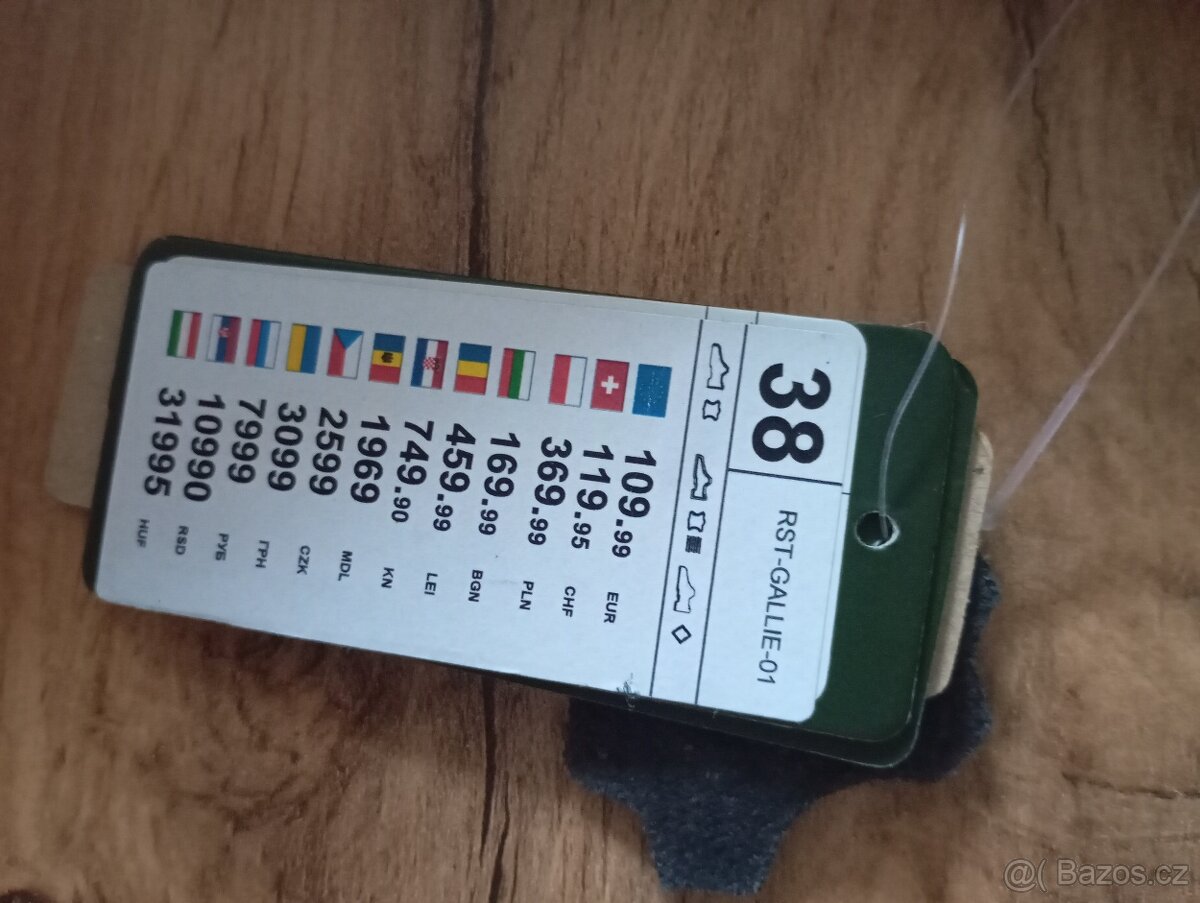 38 RST-GALLIE-01
109.99 EUR
119.95 CHF
369.99 PLN
169.99 BGN
459.99 LEI
749.90 KN
1969 MDL
2599 CZK
3099 ГРН
7999 РУБ
10990 RSD
31995 HUF
@( Bazos.cz